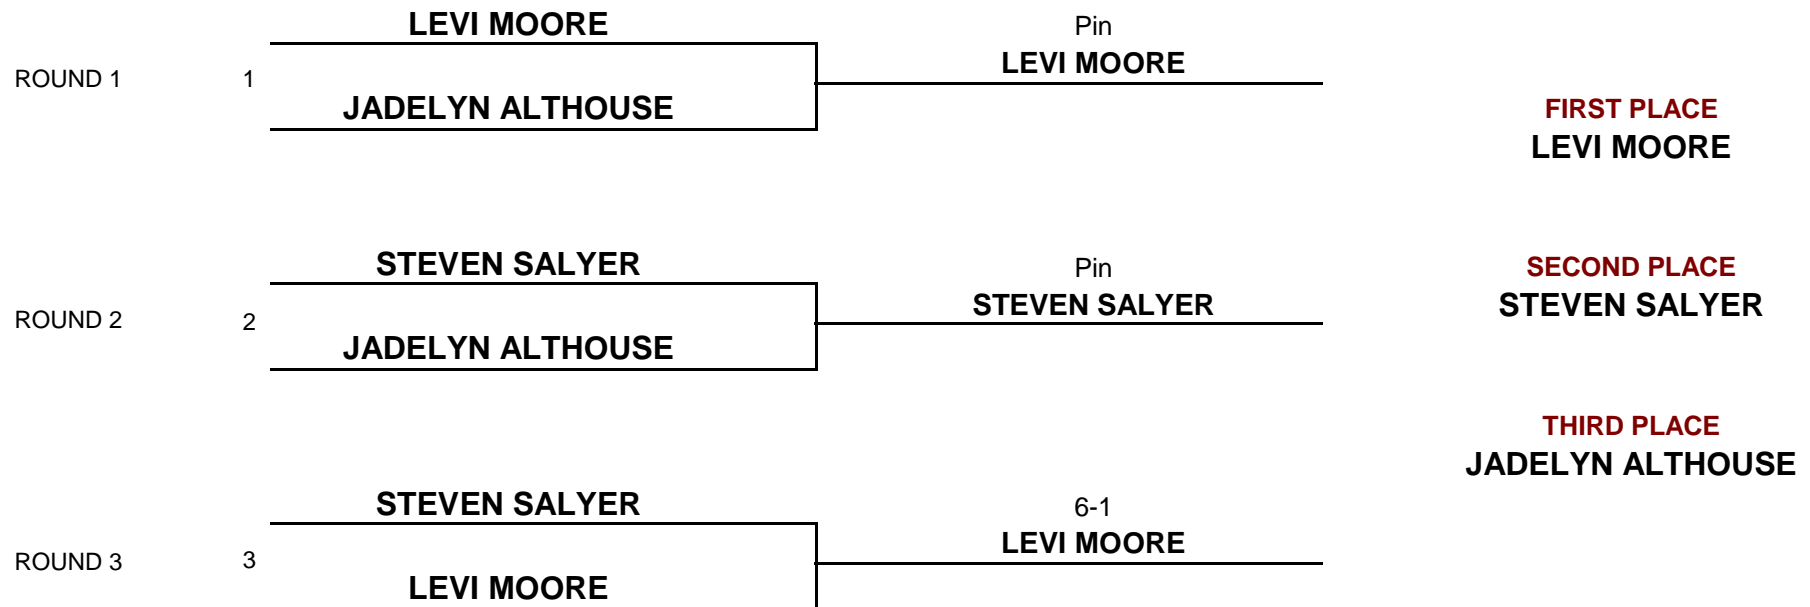 LEVI MOORE
Pin
LEVI MOORE
ROUND 1
1
JADELYN ALTHOUSE
FIRST PLACE
LEVI MOORE
STEVEN SALYER
Pin
STEVEN SALYER
ROUND 2
2
JADELYN ALTHOUSE
SECOND PLACE
STEVEN SALYER
THIRD PLACE
JADELYN ALTHOUSE
STEVEN SALYER
6-1
LEVI MOORE
ROUND 3
3
LEVI MOORE